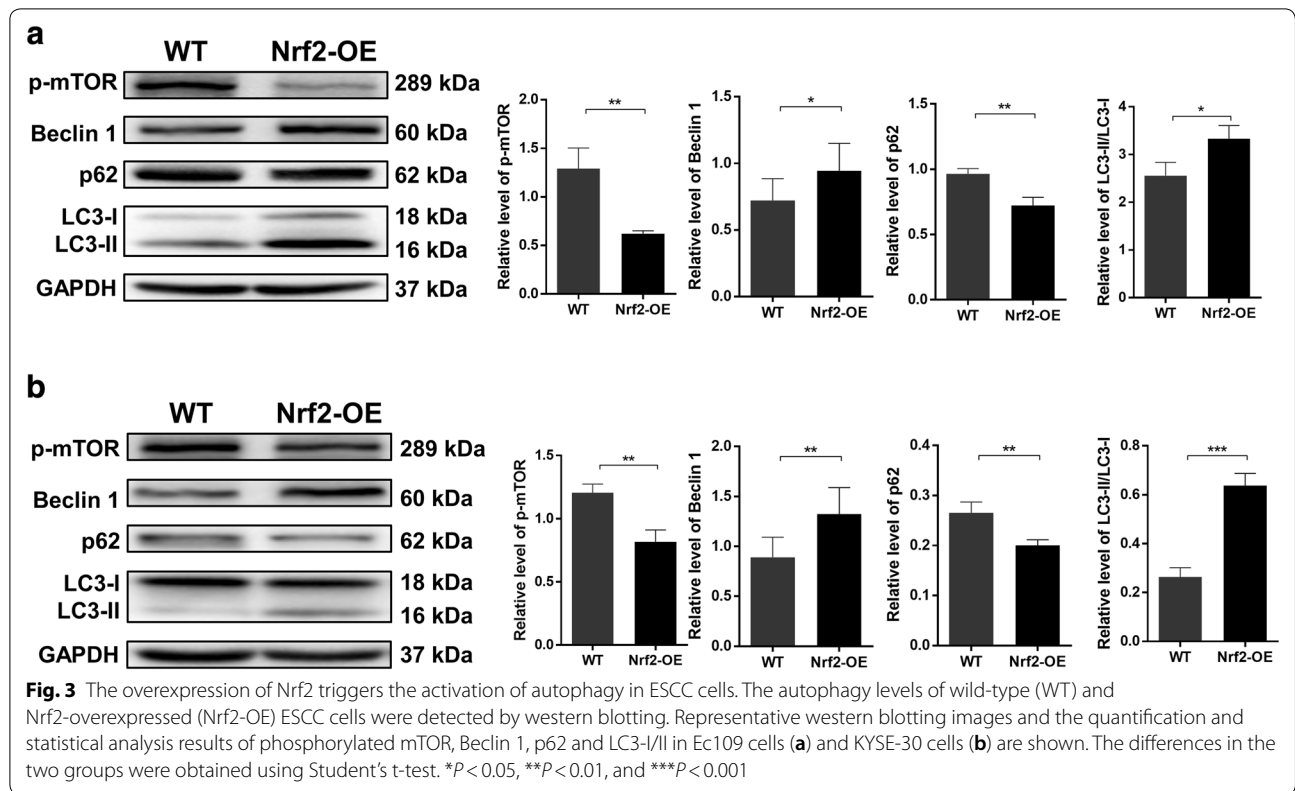 a
WT Nrf2-OE
p-mTOR 289 kDa
Beclin 1 60 kDa
p62 62 kDa
LC3-I 18 kDa
LC3-II 16 kDa
GAPDH 37 kDa
Relative level of p-mTOR
2.0
1.5
1.0
0.5
0.0
**
WT Nrf2-OE
Relative level of Beclin 1
1.5
1.0
0.5
0.0
*
WT Nrf2-OE
Relative level of p62
1.5
1.0
0.5
0.0
**
WT Nrf2-OE
Relative level of LC3-II/LC3-I
4
3
2
1
0
*
WT Nrf2-OE
b
WT Nrf2-OE
p-mTOR 289 kDa
Beclin 1 60 kDa
p62 62 kDa
LC3-I 18 kDa
LC3-II 16 kDa
GAPDH 37 kDa
Relative level of p-mTOR
1.5
1.0
0.5
0.0
**
WT Nrf2-OE
Relative level of Beclin 1
2.0
1.5
1.0
0.5
0.0
**
WT Nrf2-OE
Relative level of p62
0.4
0.3
0.2
0.1
0.0
**
WT Nrf2-OE
Relative level of LC3-II/LC3-I
0.8
0.6
0.4
0.2
0.0
***
WT Nrf2-OE
Fig. 3 The overexpression of Nrf2 triggers the activation of autophagy in ESCC cells. The autophagy levels of wild-type (WT) and
Nrf2-overexpressed (Nrf2-OE) ESCC cells were detected by western blotting. Representative western blotting images and the quantification and
statistical analysis results of phosphorylated mTOR, Beclin 1, p62 and LC3-I/II in Ec109 cells (a) and KYSE-30 cells (b) are shown. The differences in the
two groups were obtained using Student's t-test. *P < 0.05, **P < 0.01, and ***P < 0.001